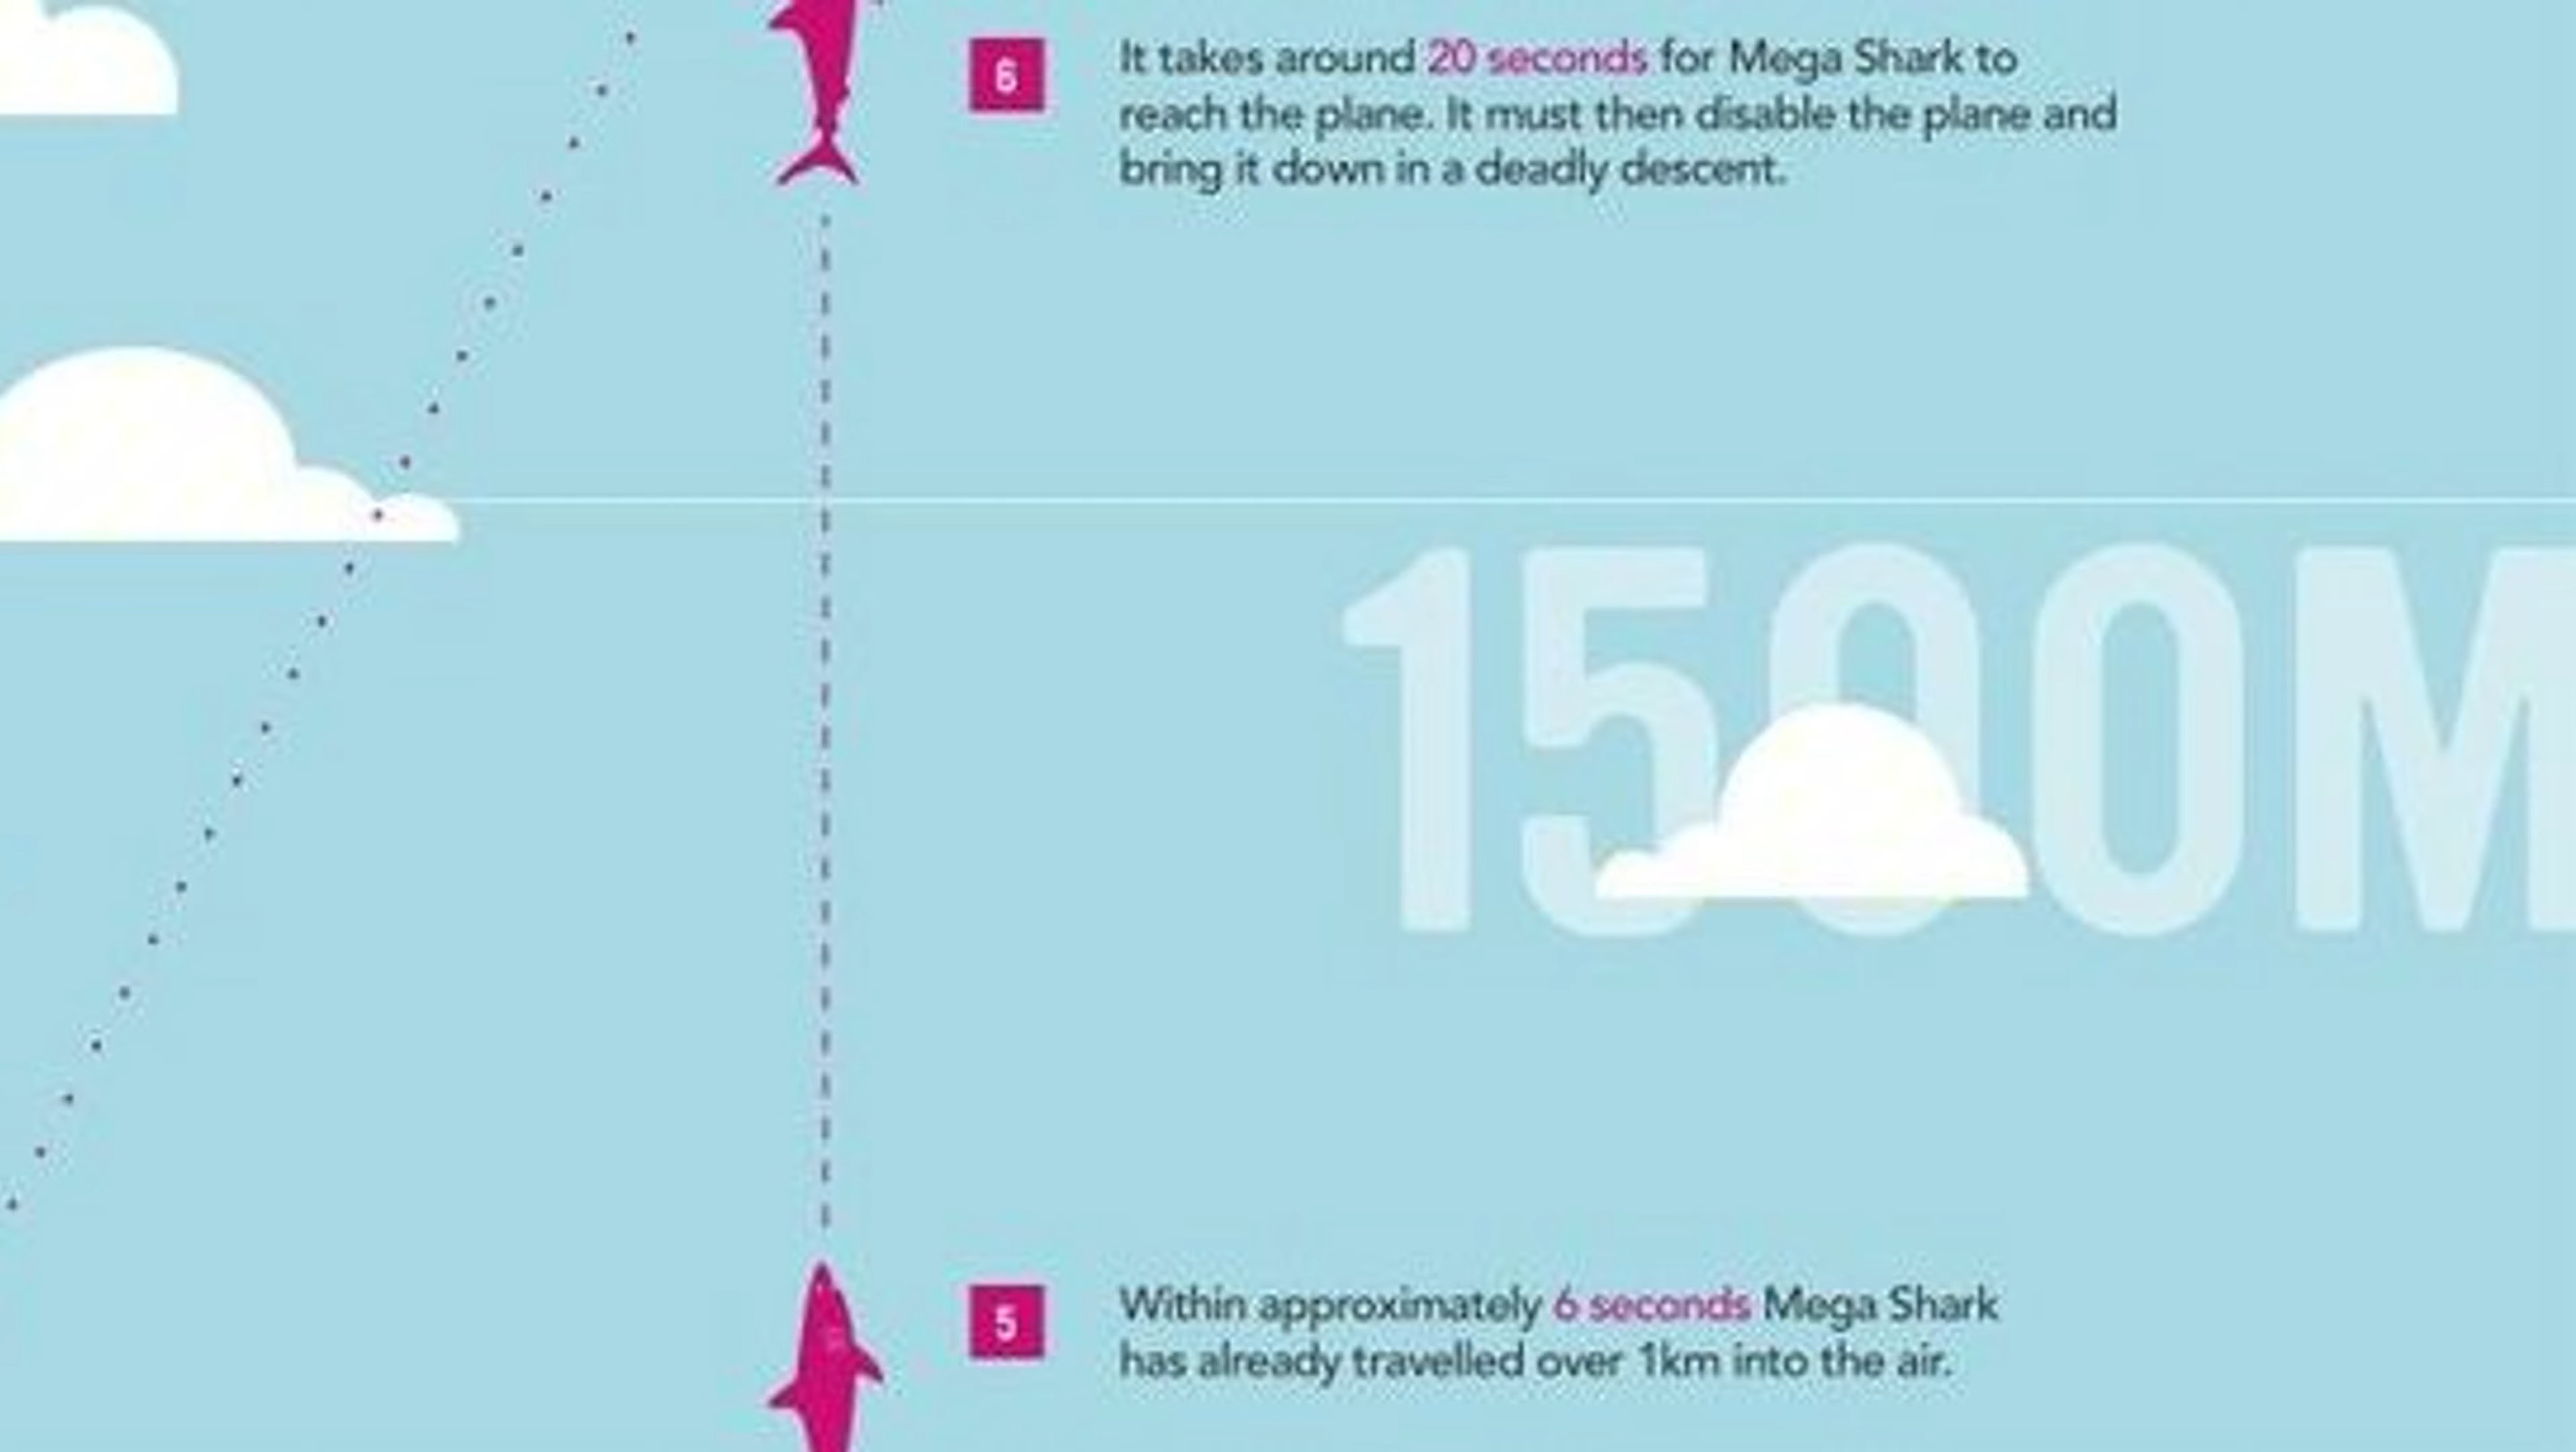 6
It takes around 20 seconds for Mega Shark to
reach the plane. It must then disable the plane and
bring it down in a deadly descent.
1500M
5
Within approximately 6 seconds Mega Shark
has already travelled over 1km into the air.